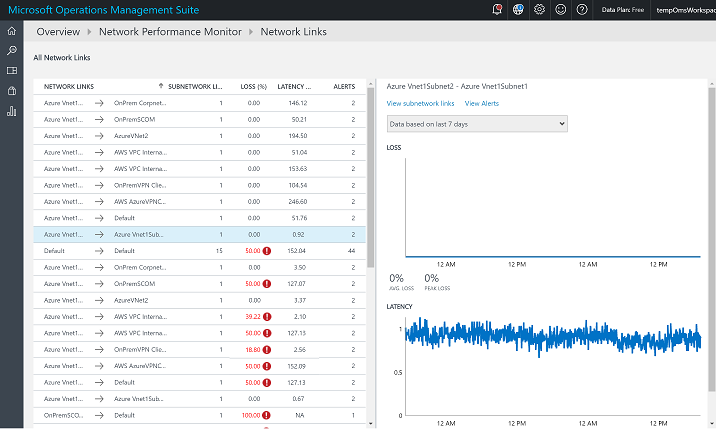 Microsoft Operations Management Suite
Data Plan: Free
tempOmsWorkspac
Overview Network Performance Monitor Network Links
All Network Links
NETWORK LINKS SUBNETWORK LI... LOSS (%) LATENCY ... ALERTS
Azure Vnet1... OnPrem Corpnet... 1 0.00 146.12 2
Azure Vnet1... OnPremSCOM 1 0.00 50.21 2
Azure Vnet1... AzureVNet2 1 0.00 194.50 2
Azure Vnet1... AWS VPC Interna... 1 0.00 51.04 2
Azure Vnet1... AWS VPC Interna... 1 0.00 153.63 2
Azure Vnet1... OnPremVPN Clie... 1 0.00 104.54 2
Azure Vnet1... AWS AzureVPNC... 1 0.00 246.60 2
Azure Vnet1... Default 1 0.00 51.76 2
Azure Vnet1... Azure Vnet1Sub... 1 0.00 0.92 2
Default Default 15 50.00 152.04 44
Azure Vnet1... OnPrem Corpnet... 1 0.00 3.50 2
Azure Vnet1... OnPremSCOM 1 50.00 127.07 2
Azure Vnet1... AzureVNet2 1 0.00 3.37 2
Azure Vnet1... AWS VPC Interna... 1 39.22 2.10 2
Azure Vnet1... AWS VPC Interna... 1 50.00 127.13 2
Azure Vnet1... OnPremVPN Clie... 1 18.80 2.56 2
Azure Vnet1... AWS AzureVPNC... 1 50.00 152.09 2
Azure Vnet1... Default 1 50.00 127.13 2
Azure Vnet1... Azure Vnet1Sub... 1 0.00 0.67 2
OnPremSCO... Default 1 100.00 NA 1
Azure Vnet1Subnet2 - Azure Vnet1Subnet1
View subnetwork links View Alerts
Data based on last 7 days
LOSS
12 AM 12 PM 12 AM 12 PM
0% 0%
AVG. LOSS PEAK LOSS
LATENCY
1
0.5
0
12 AM 12 PM 12 AM 12 PM